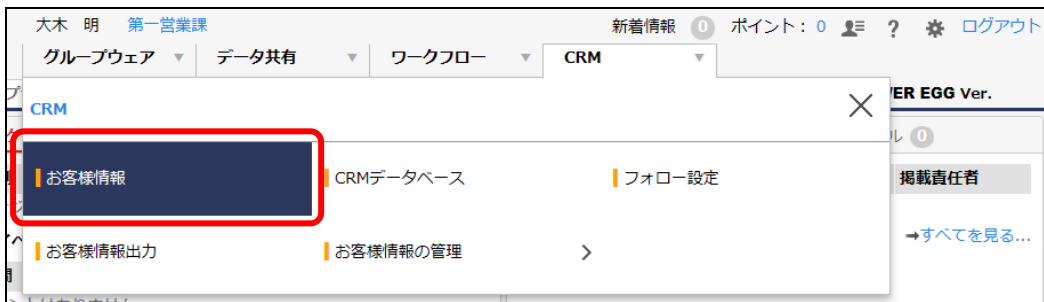 大木 明 第一営業課 新着情報 0 ポイント: 0 ? ログアウト
グループウェア ▼ データ共有 ▼ ワークフロー ▼ CRM ▼
CRM
ER EGG Ver.
お客様情報 CRMデータベース フォロー設定
ル 0
掲載責任者
お客様情報出力 お客様情報の管理 >
➡すべてを見る...